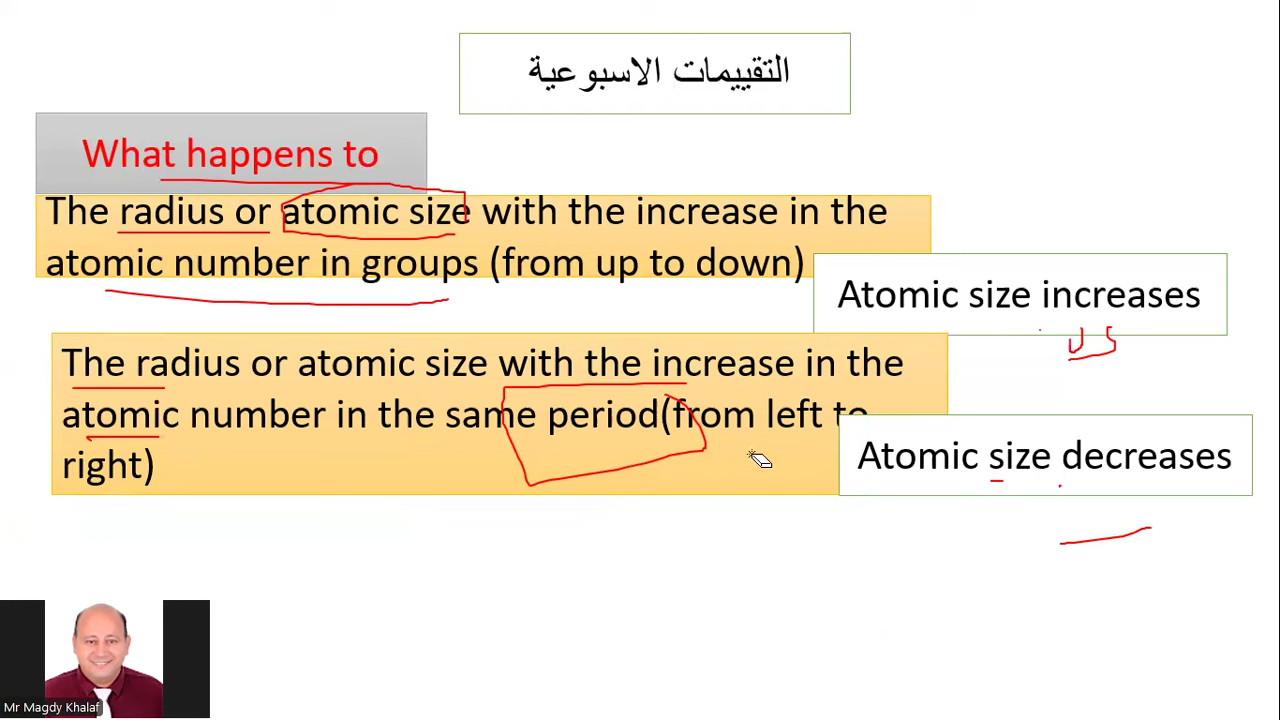 التقييمات الاسبوعية
What happens to
The radius or atomic size with the increase in the
atomic number in groups (from up to down)
Atomic size increases
The radius or atomic size with the increase in the
atomic number in the same period(from left to
right)
Atomic size decreases
Mr Magdy Khalaf